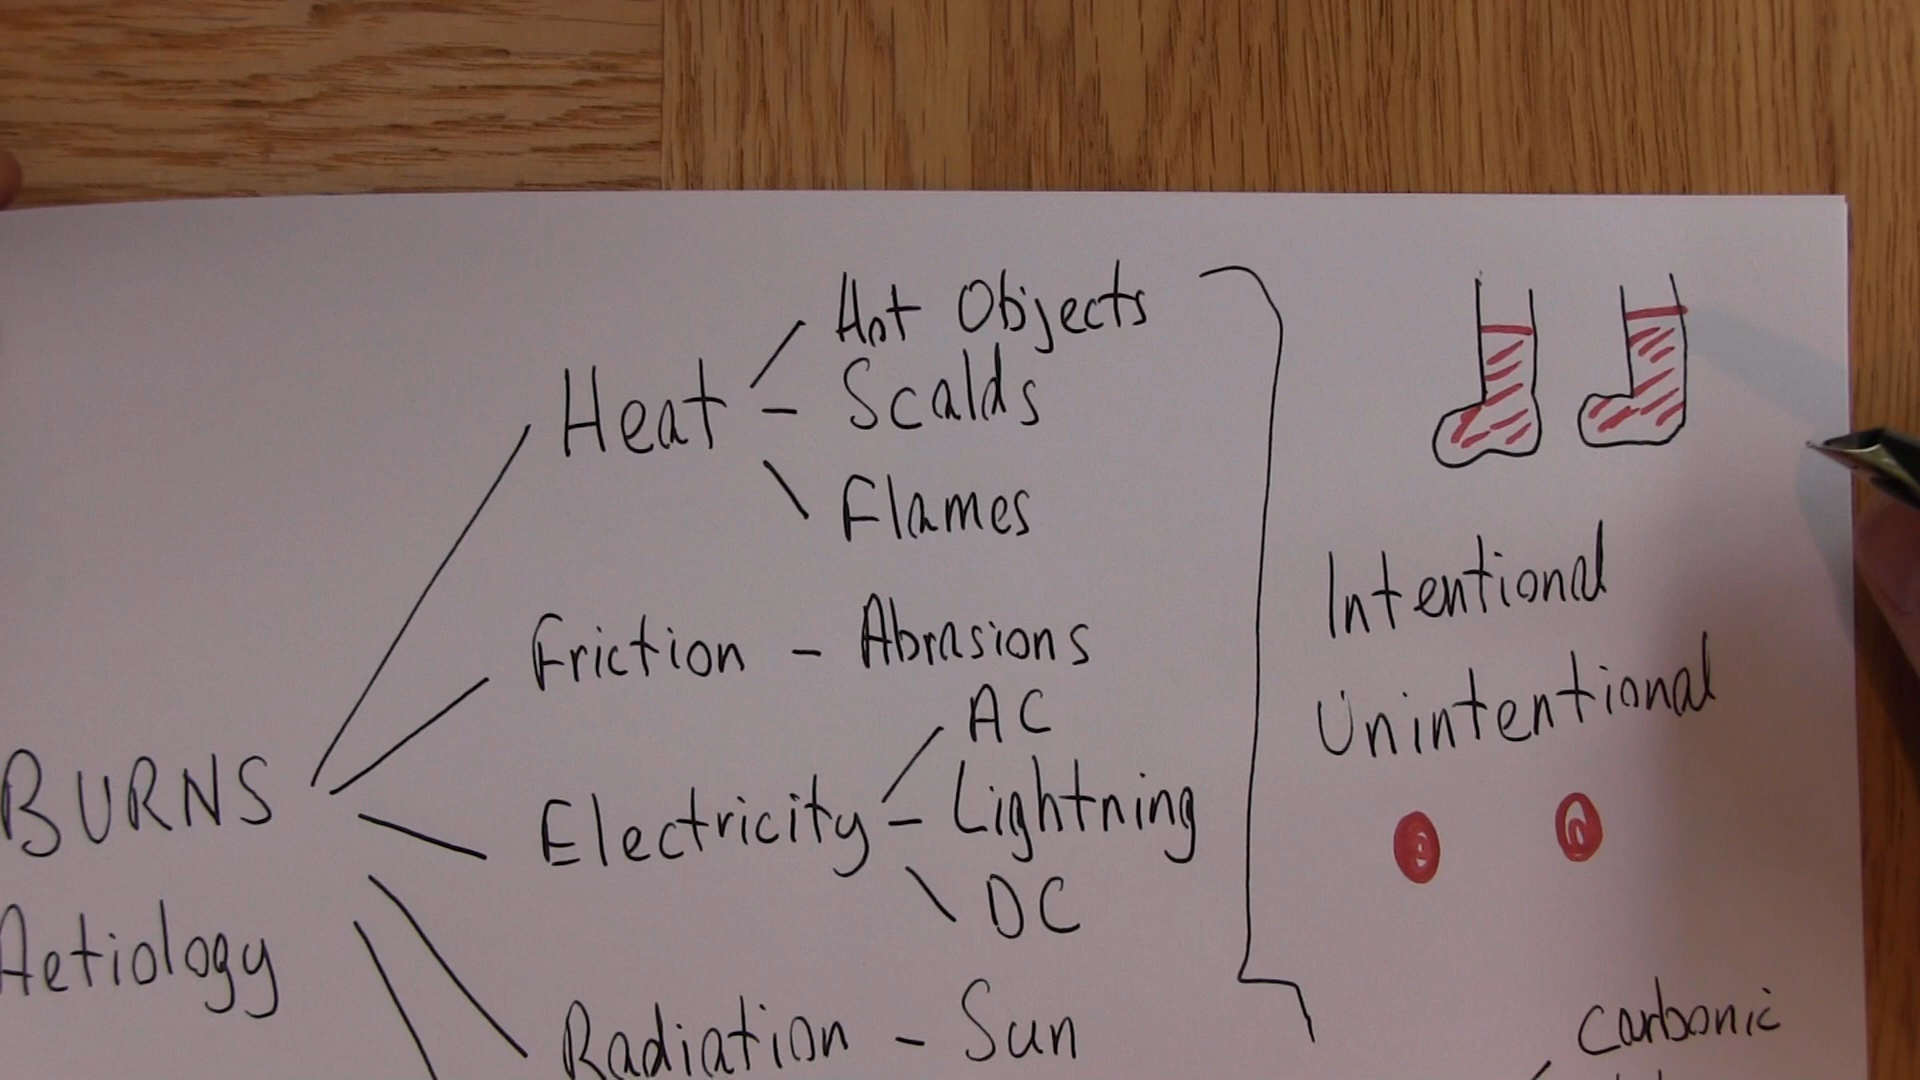 Hot Objects
Heat - Scalds
Flames
Friction - Abrasions
AC
Electricity - Lightning
DC
BURNS
Aetiology
Radiation - Sun
Intentional
Unintentional
Carbonic